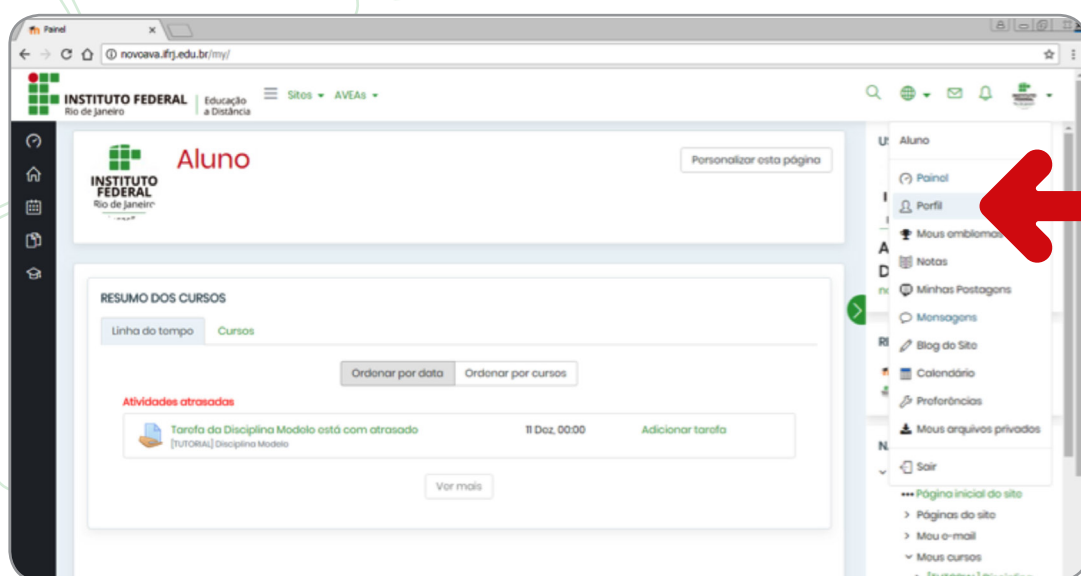 Painel
novoava.ifrj.edu.br/my/
INSTITUTO FEDERAL
Rio de Janeiro
Educação
a Distância
Sites
AVEAs
INSTITUTO
FEDERAL
Rio de Janeiro
Aluno
Personalizar esta página
RESUMO DOS CURSOS
Linha do tempo
Cursos
Ordenar por data
Ordenar por cursos
Atividades atrasadas
Tarefa da Disciplina Modelo está com atrasado
11 Dez, 00:00
Adicionar tarefa
[TUTORIAL] Disciplina Modelo
Ver mais
Aluno
Painel
Perfil
Meus emblemas
Notas
Minhas Postagens
Mensagens
Blog do Site
Calendário
Preferências
Meus arquivos privados
Sair
Página inicial do site
Páginas do site
Meu e-mail
Meus cursos